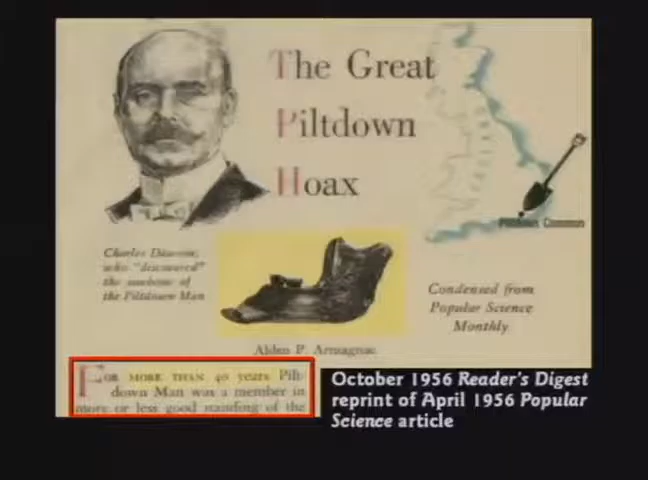 The Great
Piltdown
Hoax
Piltdown Common
Charles Dawson,
who "discovered"
the jawbone of
the Piltdown Man
Condensed from
Popular Science
Monthly
Alden P. Armagnac
FOR MORE THAN 40 years Pilt-
down Man was a member in
more or less good standing of the
October 1956 Reader's Digest
reprint of April 1956 Popular
Science article